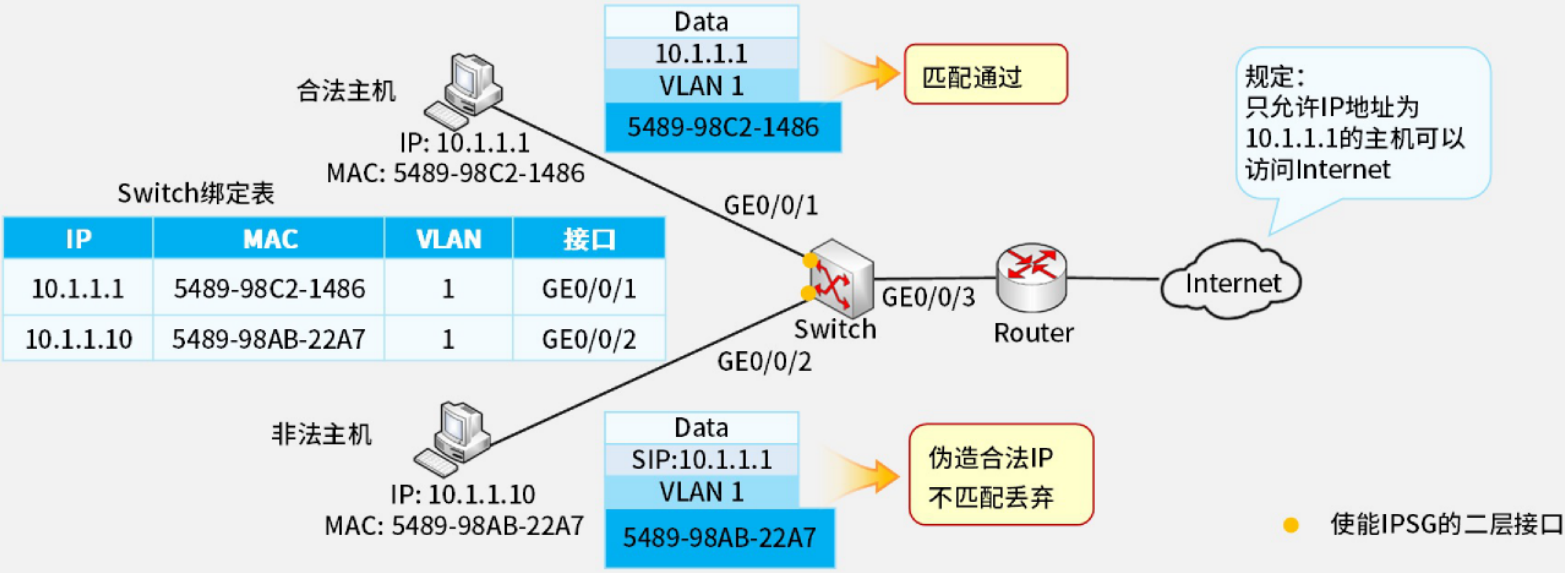 Data
10.1.1.1
VLAN 1
5489-98C2-1486
匹配通过
规定：
只允许IP地址为
10.1.1.1的主机可以
访问Internet
合法主机
IP: 10.1.1.1
MAC: 5489-98C2-1486
GE0/0/1
Switch绑定表
IP MAC VLAN 接口
10.1.1.1 5489-98C2-1486 1 GE0/0/1
10.1.1.10 5489-98AB-22A7 1 GE0/0/2
Switch
GE0/0/3
Router
Internet
GE0/0/2
非法主机
IP: 10.1.1.10
MAC: 5489-98AB-22A7
Data
SIP:10.1.1.1
VLAN 1
5489-98AB-22A7
伪造合法IP
不匹配丢弃
使能IPSG的二层接口